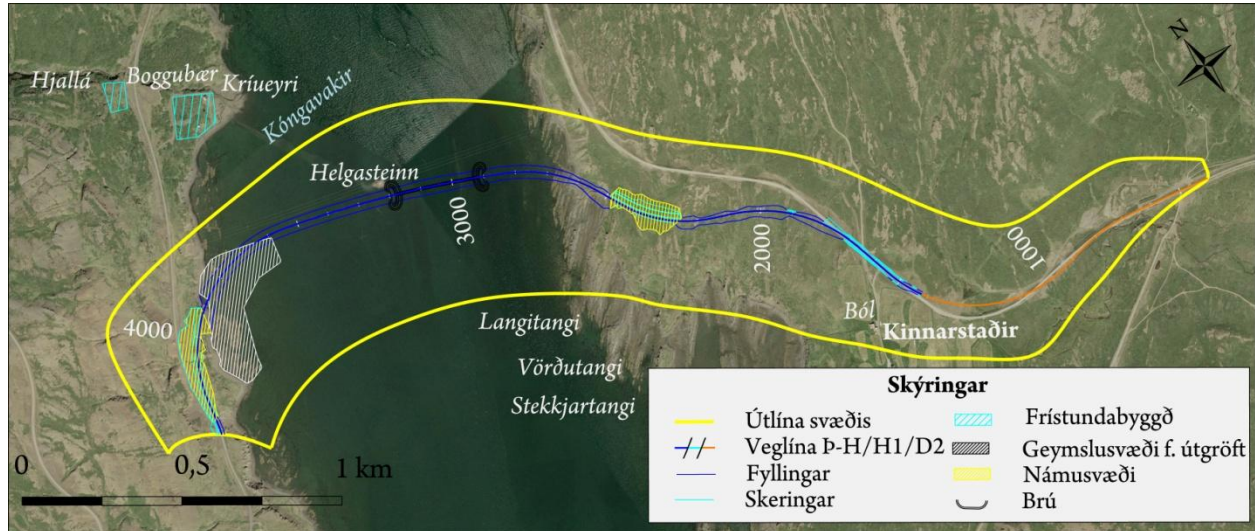 N
Hjallá
Boggubær
Kríueyri
Kóngavakir
Helgasteinn
3000
2000
1000
4000
Ból
Kinnarstaðir
Langitangi
Vörðutangi
Stekkjartangi
0 0,5 1 km
Skýringar
Útlína svæðis
Veglína Þ-H/H1/D2
Fyllingar
Skeringar
Frístundabyggð
Geymslusvæði f. útgröft
Námusvæði
Brú